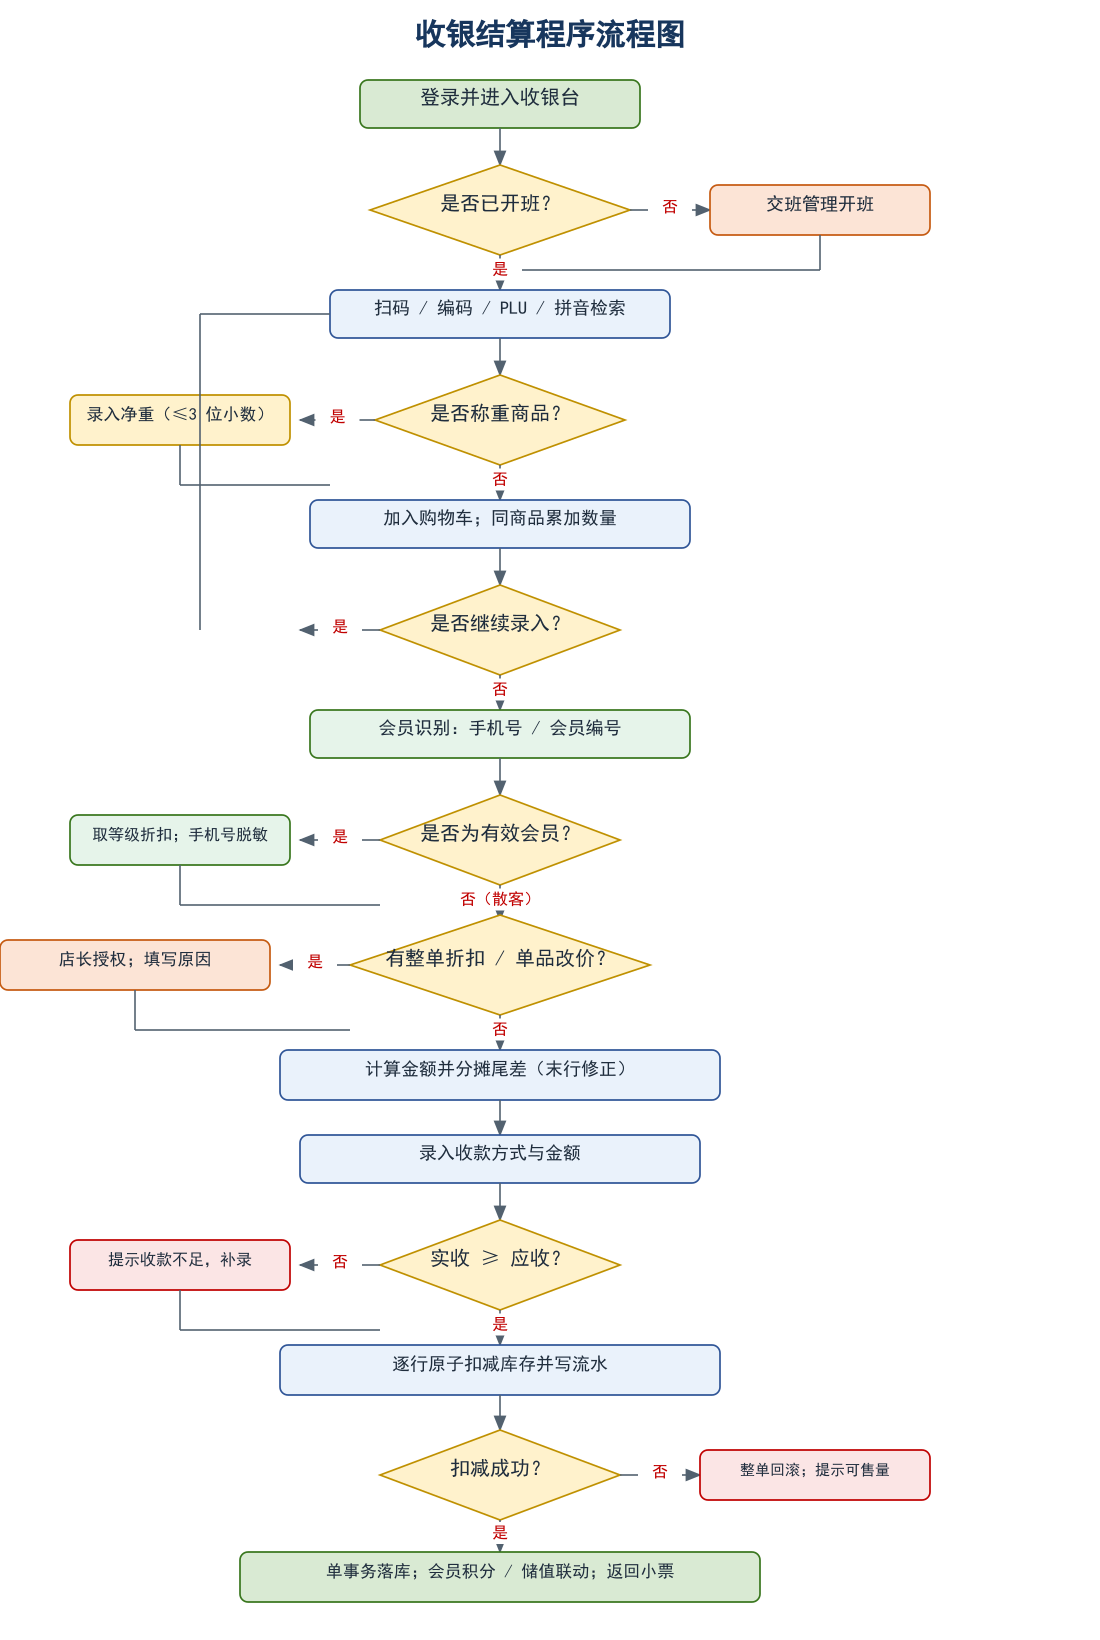 收银结算程序流程图
登录并进入收银台
是否已开班？
否
交班管理开班
是
扫码 / 编码 / PLU / 拼音检索
是否称重商品？
是
录入净重（≤3 位小数）
否
加入购物车；同商品累加数量
是否继续录入？
是
否
会员识别：手机号 / 会员编号
是否为有效会员？
是
取等级折扣；手机号脱敏
否（散客）
有整单折扣 / 单品改价？
是
店长授权；填写原因
否
计算金额并分摊尾差（末行修正）
录入收款方式与金额
实收 ≥ 应收？
否
提示收款不足，补录
是
逐行原子扣减库存并写流水
扣减成功？
否
整单回滚；提示可售量
是
单事务落库；会员积分 / 储值联动；返回小票